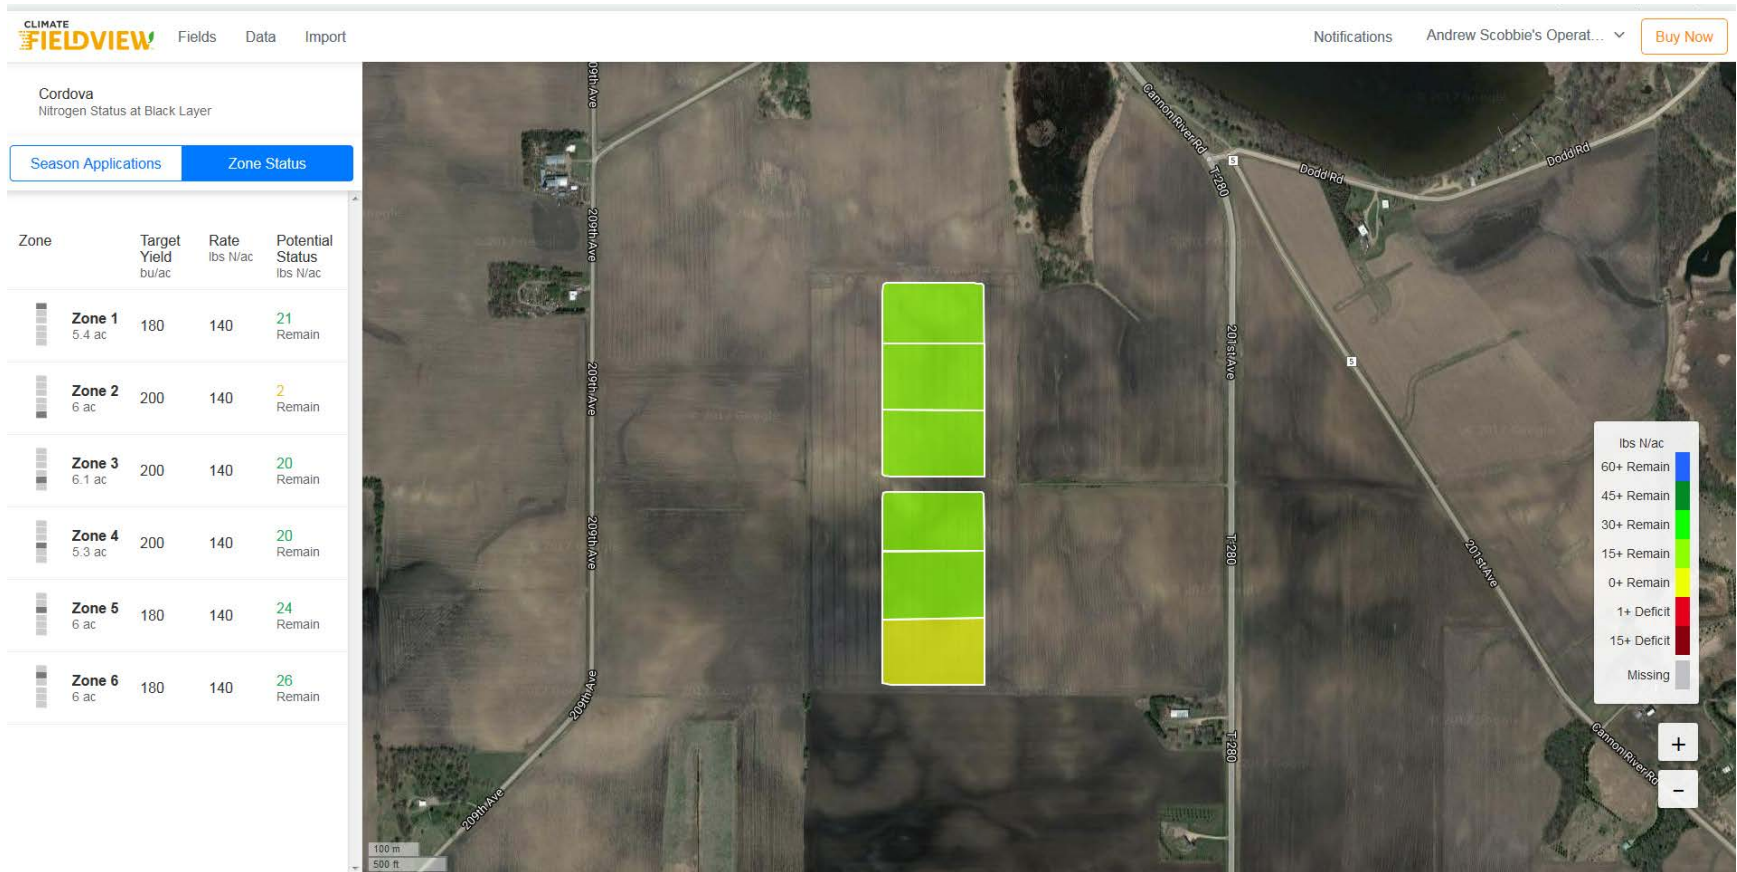 CLIMATE
FIELDVIEW
Fields
Data
Import
Notifications
Andrew Scobbie's Operat...
Buy Now
Cordova
Nitrogen Status at Black Layer
Season Applications
Zone Status
Zone
Target
Yield
bu/ac
Rate
lbs N/ac
Potential
Status
lbs N/ac
Zone 1
5.4 ac
180
140
21
Remain
Zone 2
6 ac
200
140
2
Remain
Zone 3
6.1 ac
200
140
20
Remain
Zone 4
5.3 ac
200
140
20
Remain
Zone 5
6 ac
180
140
24
Remain
Zone 6
6 ac
180
140
26
Remain
209th Ave
209th Ave
209th Ave
209th Ave
209th Ave
209th Ave
Cannon River Rd
T-280
5
Dodd Rd
Dodd Rd
201st Ave
5
T-280
201st Ave
T-280
Cannon River Rd
lbs N/ac
60+ Remain
45+ Remain
30+ Remain
15+ Remain
0+ Remain
1+ Deficit
15+ Deficit
Missing
+
−
100 m
500 ft